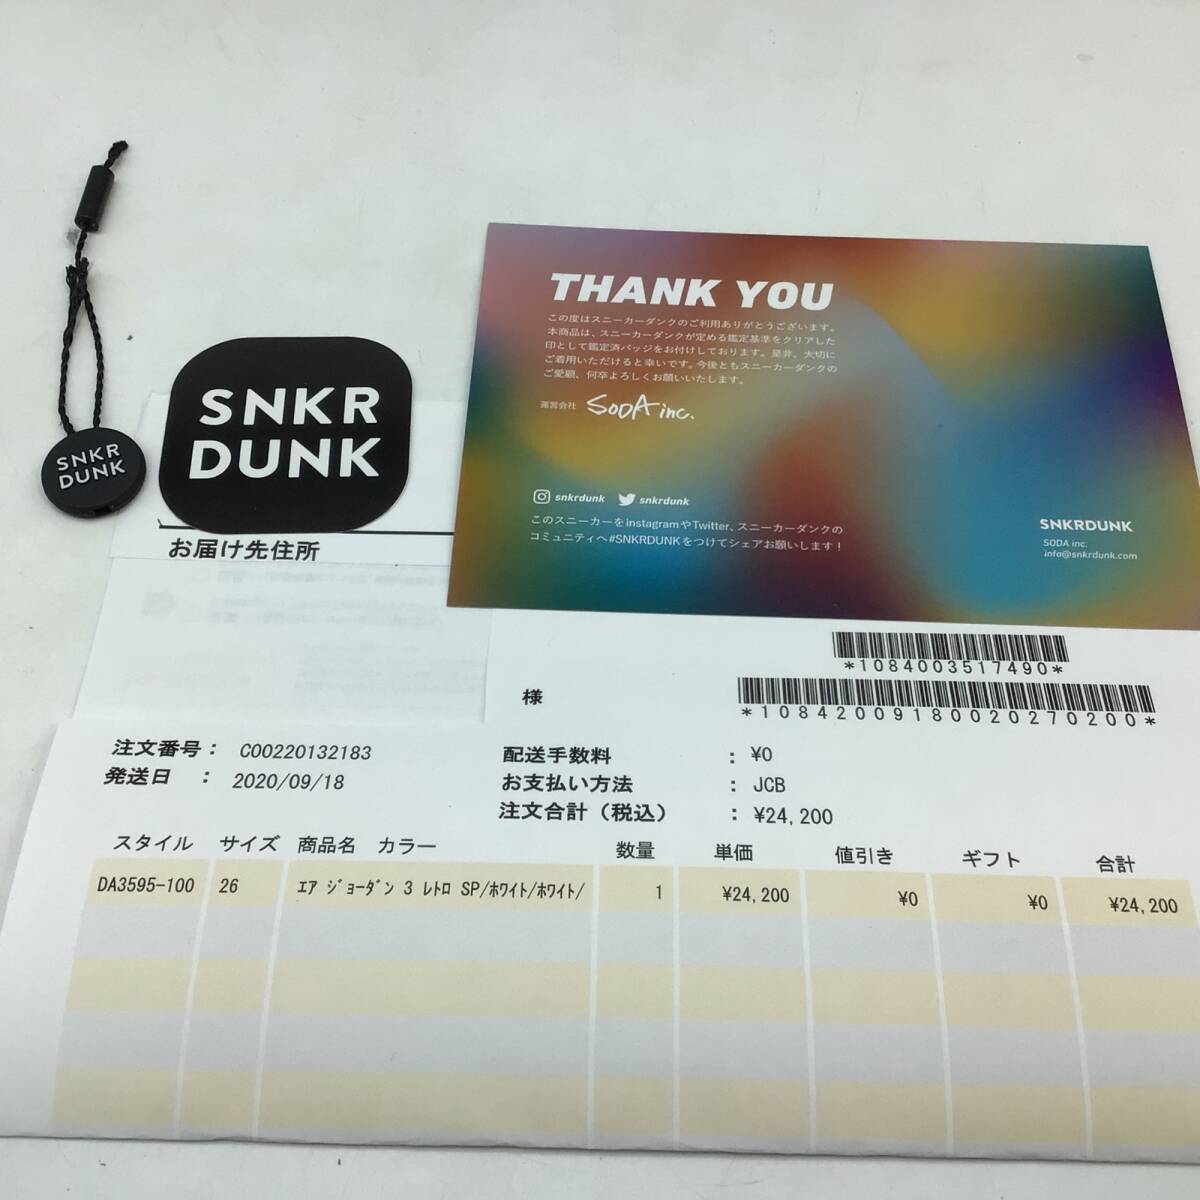 SNKR
DUNK
SNKR
DUNK
THANK YOU
この度はスニーカーダンクのご利用ありがとうございます。
本商品は、スニーカーダンクが定める鑑定基準をクリアした
印として鑑定済バッジをお付けしております。是非、大切に
ご着用いただけると幸いです。今後ともスニーカーダンクの
ご愛顧、何卒よろしくお願いいたします。
運営会社 SODA inc.
snkrdunk snkrdunk
このスニーカーをinstagramやTwitter、スニーカーダンクの
コミュニティへ#SNKRDUNKをつけてシェアお願いします！
SNKRDUNK
SODA inc.
info@snkrdunk.com
お届け先住所
*1084003517490*
様
*10842009180020270200*
注文番号： C00220132183
発送日 ： 2020/09/18
配送手数料 ： ¥0
お支払い方法 ： JCB
注文合計（税込） ： ¥24,200
スタイル サイズ 商品名 カラー 数量 単価 値引き ギフト 合計
DA3595-100 26 ｴｱ ｼﾞｮｰﾀﾞﾝ 3 ﾚﾄﾛ SP/ﾎﾜｲﾄ/ﾎﾜｲﾄ/ 1 ¥24,200 ¥0 ¥0 ¥24,200